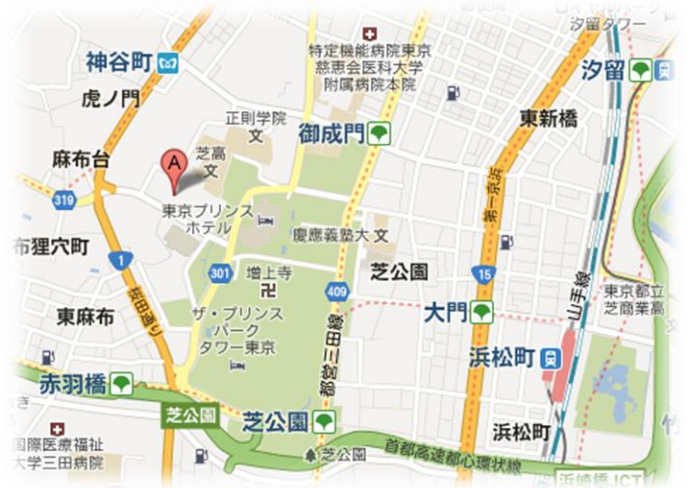 汐留タワー
特定機能病院東京
慈恵会医科大学
附属病院本院
神谷町
汐留
虎ノ門
正則学院
東新橋
御成門
麻布台
芝高
A
319
東京プリンス
ホテル
第一京浜
布狸穴町
慶應義塾大
1
301
増上寺
芝公園
15
409
東京都立
芝商業高
山手線
桜田通り
東麻布
ザ・プリンス
パーク
タワー東京
大門
都営三田線
浜松町
赤羽橋
芝公園
芝公園
浜松町
国際医療福祉
大学三田病院
芝公園
首都高速都心環状線
浜崎橋JCT